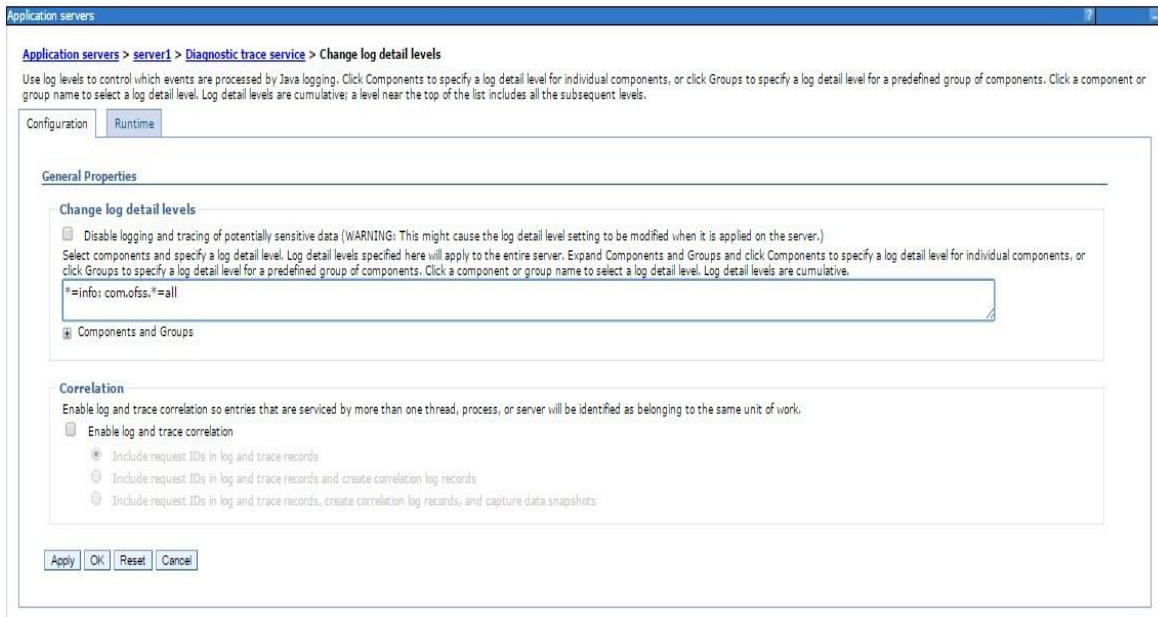 Application servers ? _
Application servers > server1 > Diagnostic trace service > Change log detail levels
Use log levels to control which events are processed by Java logging. Click Components to specify a log detail level for individual components, or click Groups to specify a log detail level for a predefined group of components. Click a component or
group name to select a log detail level. Log detail levels are cumulative; a level near the top of the list includes all the subsequent levels.
Configuration Runtime
General Properties
Change log detail levels
Disable logging and tracing of potentially sensitive data (WARNING: This might cause the log detail level setting to be modified when it is applied on the server.)
Select components and specify a log detail level. Log detail levels specified here will apply to the entire server. Expand Components and Groups and click Components to specify a log detail level for individual components, or
click Groups to specify a log detail level for a predefined group of components. Click a component or group name to select a log detail level. Log detail levels are cumulative.
*=info: com.ofss.*=all
Components and Groups
Correlation
Enable log and trace correlation so entries that are serviced by more than one thread, process, or server will be identified as belonging to the same unit of work.
Enable log and trace correlation
Include request IDs in log and trace records
Include request IDs in log and trace records and create correlation log records
Include request IDs in log and trace records, create correlation log records, and capture data snapshots
Apply OK Reset Cancel